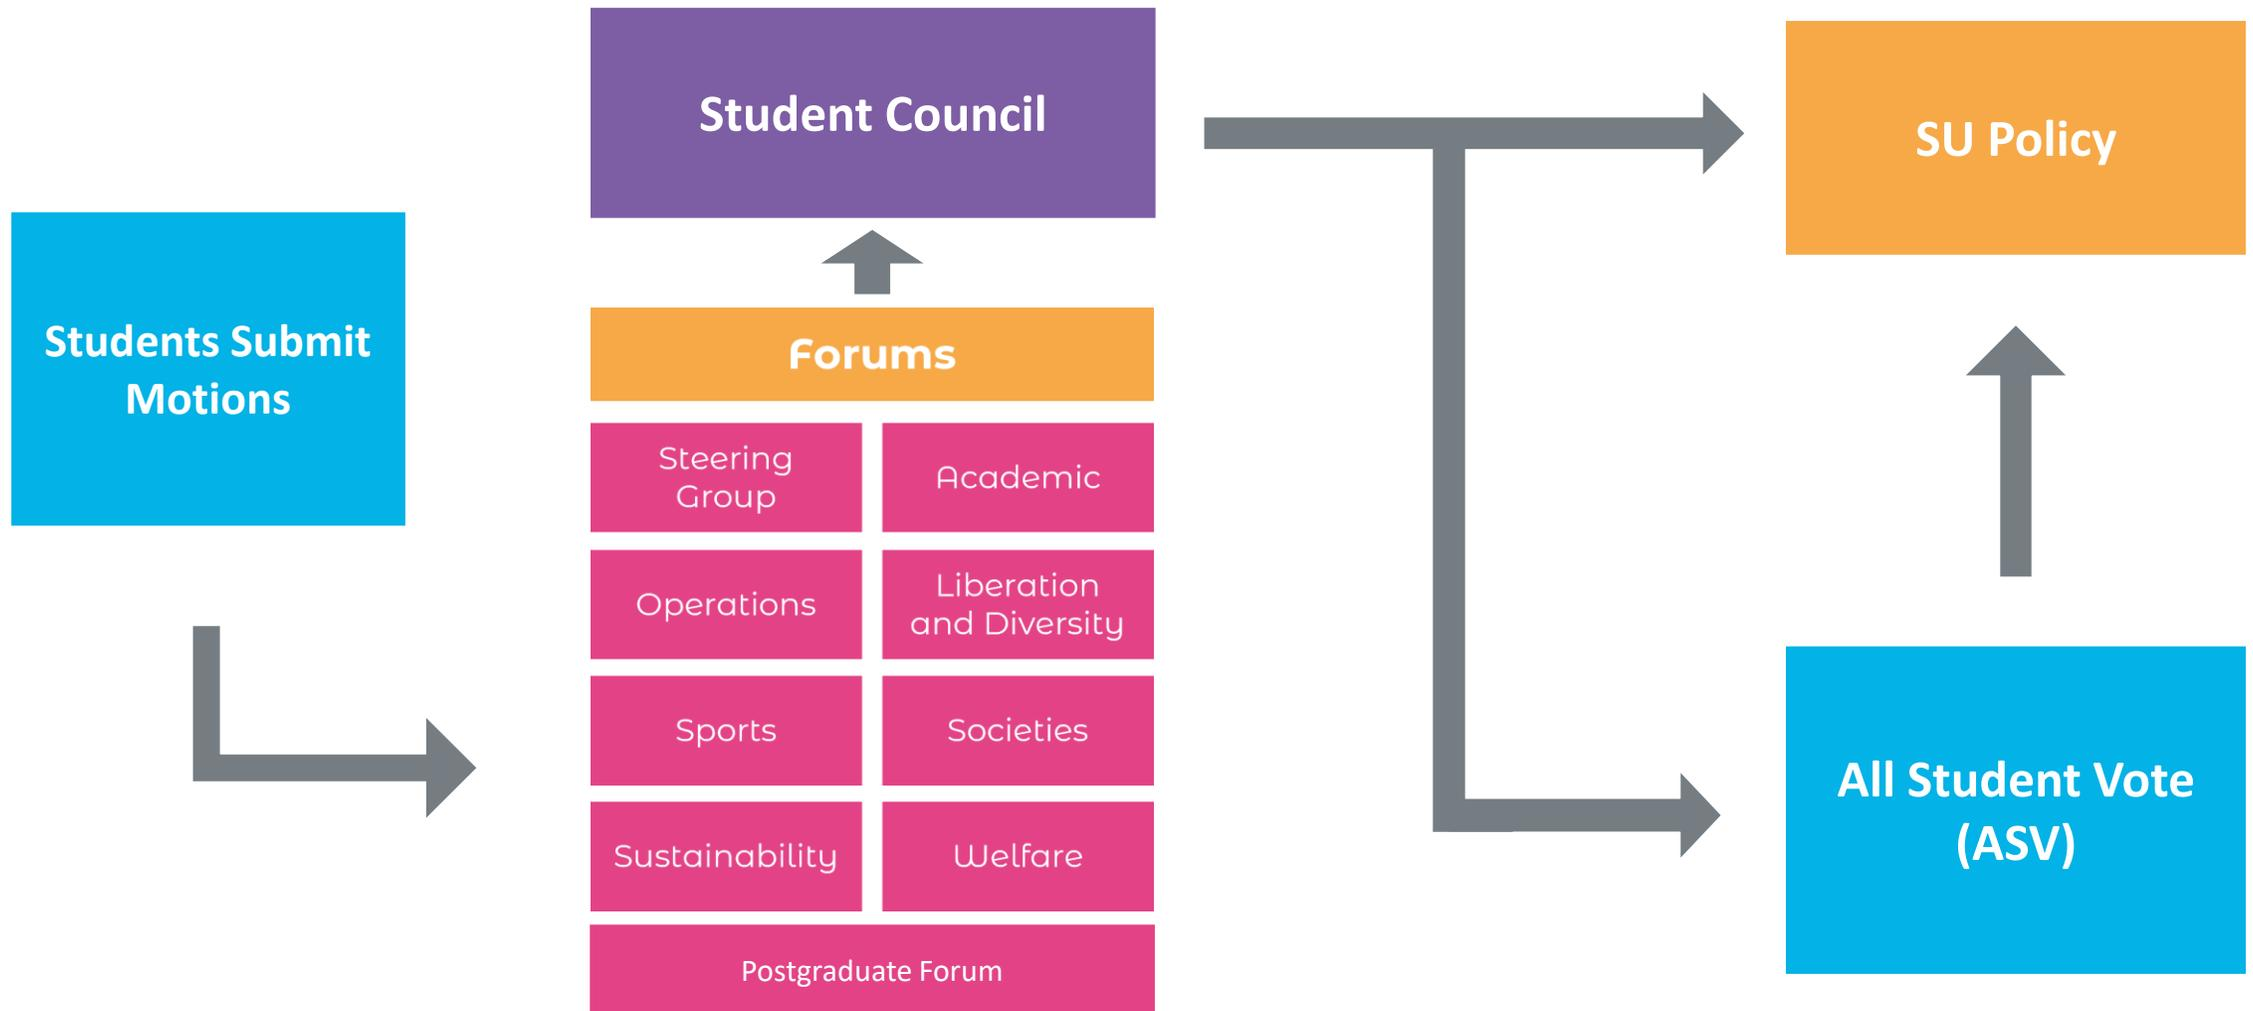 Student Council
SU Policy
Students Submit
Motions
Forums
Steering
Group
Academic
Operations
Liberation
and Diversity
Sports
Societies
Sustainability
Welfare
Postgraduate Forum
All Student Vote
(ASV)